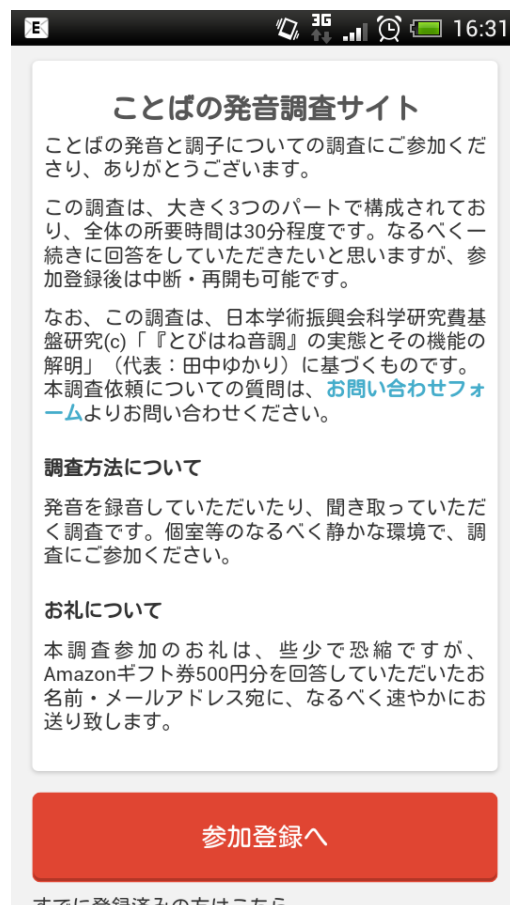 E 3G 16:31
ことばの発音調査サイト
ことばの発音と調子についての調査にご参加くだ
さり、ありがとうございます。
この調査は、大きく3つのパートで構成されてお
り、全体の所要時間は30分程度です。なるべく一
続きに回答をしていただきたいと思いますが、参
加登録後は中断・再開も可能です。
なお、この調査は、日本学術振興会科学研究費基
盤研究(c)「『とびはね音調』の実態とその機能の
解明」（代表：田中ゆかり）に基づくものです。
本調査依頼についての質問は、お問い合わせフォ
ームよりお問い合わせください。
調査方法について
発音を録音していただいたり、聞き取っていただ
く調査です。個室等のなるべく静かな環境で、調
査にご参加ください。
お礼について
本調査参加のお礼は、些少で恐縮ですが、
Amazonギフト券500円分を回答していただいたお
名前・メールアドレス宛に、なるべく速やかにお
送り致します。
参加登録へ
すでに登録済みの方はこちら